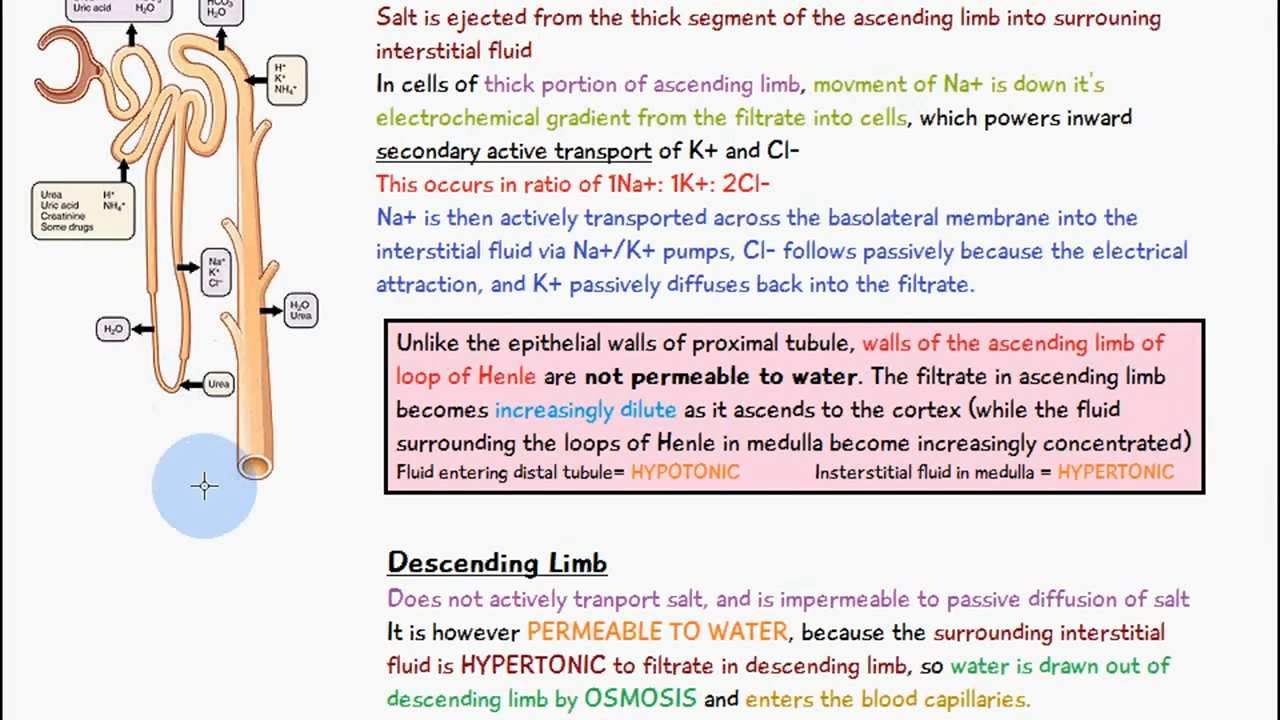 Uric acid H₂O
HCO₃⁻
H₂O
H⁺
K⁺
NH₄⁺
Urea H⁺
Uric acid NH₄⁺
Creatinine
Some drugs
Na⁺
K⁺
Cl⁻
H₂O
Urea
H₂O
Urea
Salt is ejected from the thick segment of the ascending limb into surrouning
interstitial fluid
In cells of thick portion of ascending limb, movment of Na+ is down it's
electrochemical gradient from the filtrate into cells, which powers inward
secondary active transport of K+ and Cl-
This occurs in ratio of 1Na+: 1K+: 2Cl-
Na+ is then actively transported across the basolateral membrane into the
interstitial fluid via Na+/K+ pumps, Cl- follows passively because the electrical
attraction, and K+ passively diffuses back into the filtrate.
Unlike the epithelial walls of proximal tubule, walls of the ascending limb of
loop of Henle are not permeable to water. The filtrate in ascending limb
becomes increasingly dilute as it ascends to the cortex (while the fluid
surrounding the loops of Henle in medulla become increasingly concentrated)
Fluid entering distal tubule= HYPOTONIC Insterstitial fluid in medulla = HYPERTONIC
Descending Limb
Does not actively tranport salt, and is impermeable to passive diffusion of salt
It is however PERMEABLE TO WATER, because the surrounding interstitial
fluid is HYPERTONIC to filtrate in descending limb, so water is drawn out of
descending limb by OSMOSIS and enters the blood capillaries.